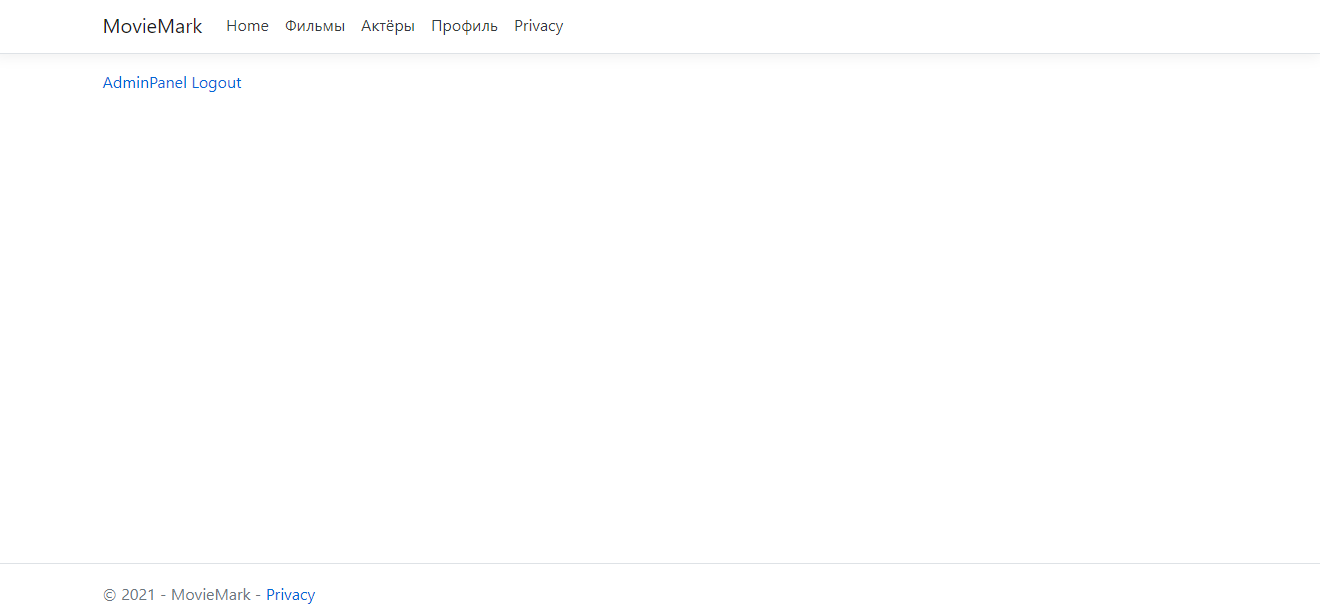 MovieMark Home Фильмы Актёры Профиль Privacy
AdminPanel Logout
© 2021 - MovieMark - Privacy